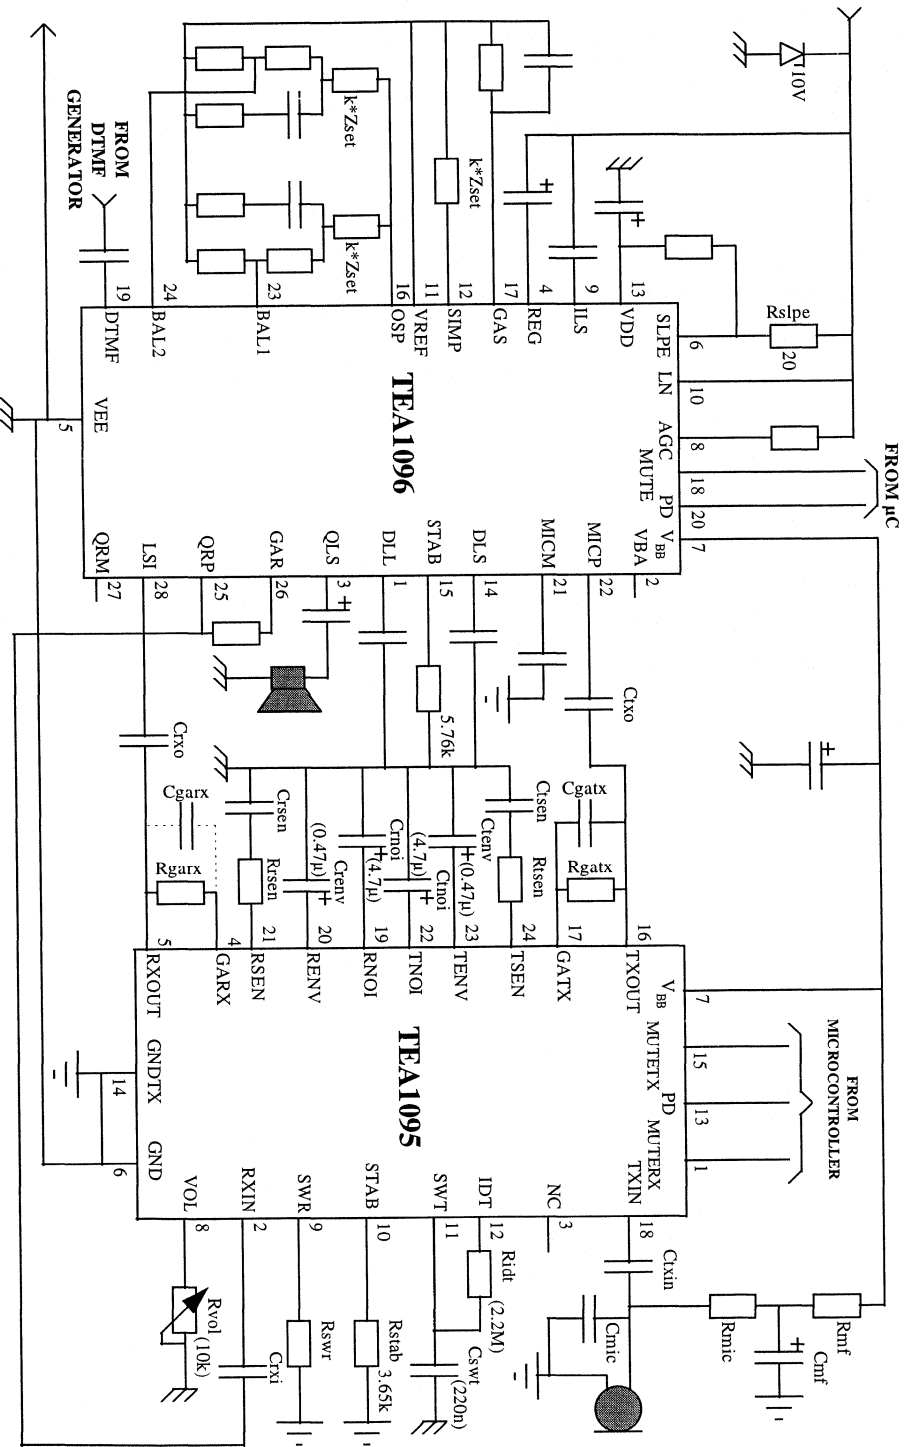 10V
FROM
DTMF
GENERATOR
k*Zset
k*Zset
k*Zset
Rslpe
20
FROM µC
19
24
23
16
11
12
17
4
9
13
6
10
8
18
20
7
DTMF
BAL2
BAL1
OSP
VREF
SIMP
GAS
REG
ILS
VDD
SLPE
LN
AGC
MUTE
PD
VBB
TEA1096
VEE
5
QRM
LSI
QRP
GAR
QLS
DLL
STAB
DLS
MICM
MICP
VBA
27
28
25
26
3
1
15
14
21
22
2
5.76k
Ctxo
Crxo
Cgarx
Rgarx
Crsen
Rrsen
Crenv
(0.47µ)
Crnoi
(4.7µ)
Ctnoi
(4.7µ)
Ctenv
(0.47µ)
Ctsen
Rtsen
Cgatx
Rgatx
5
4
21
20
19
22
23
24
17
16
7
15
13
1
FROM
MICROCONTROLLER
RXOUT
GARX
RSEN
RENV
RNOI
TNOI
TENV
TSEN
GATX
TXOUT
VBB
MUTETX
PD
MUTERX
TEA1095
GNDTX
14
GND
6
VOL
RXIN
SWR
STAB
SWT
IDT
NC
TXIN
8
2
9
10
11
12
3
18
Rvol
(10k)
Crxi
Rswr
Rstab
3.65k
Ridt
(2.2M)
Cswt
(220n)
Ctxin
Cmic
Rmic
Rmf
Cmf